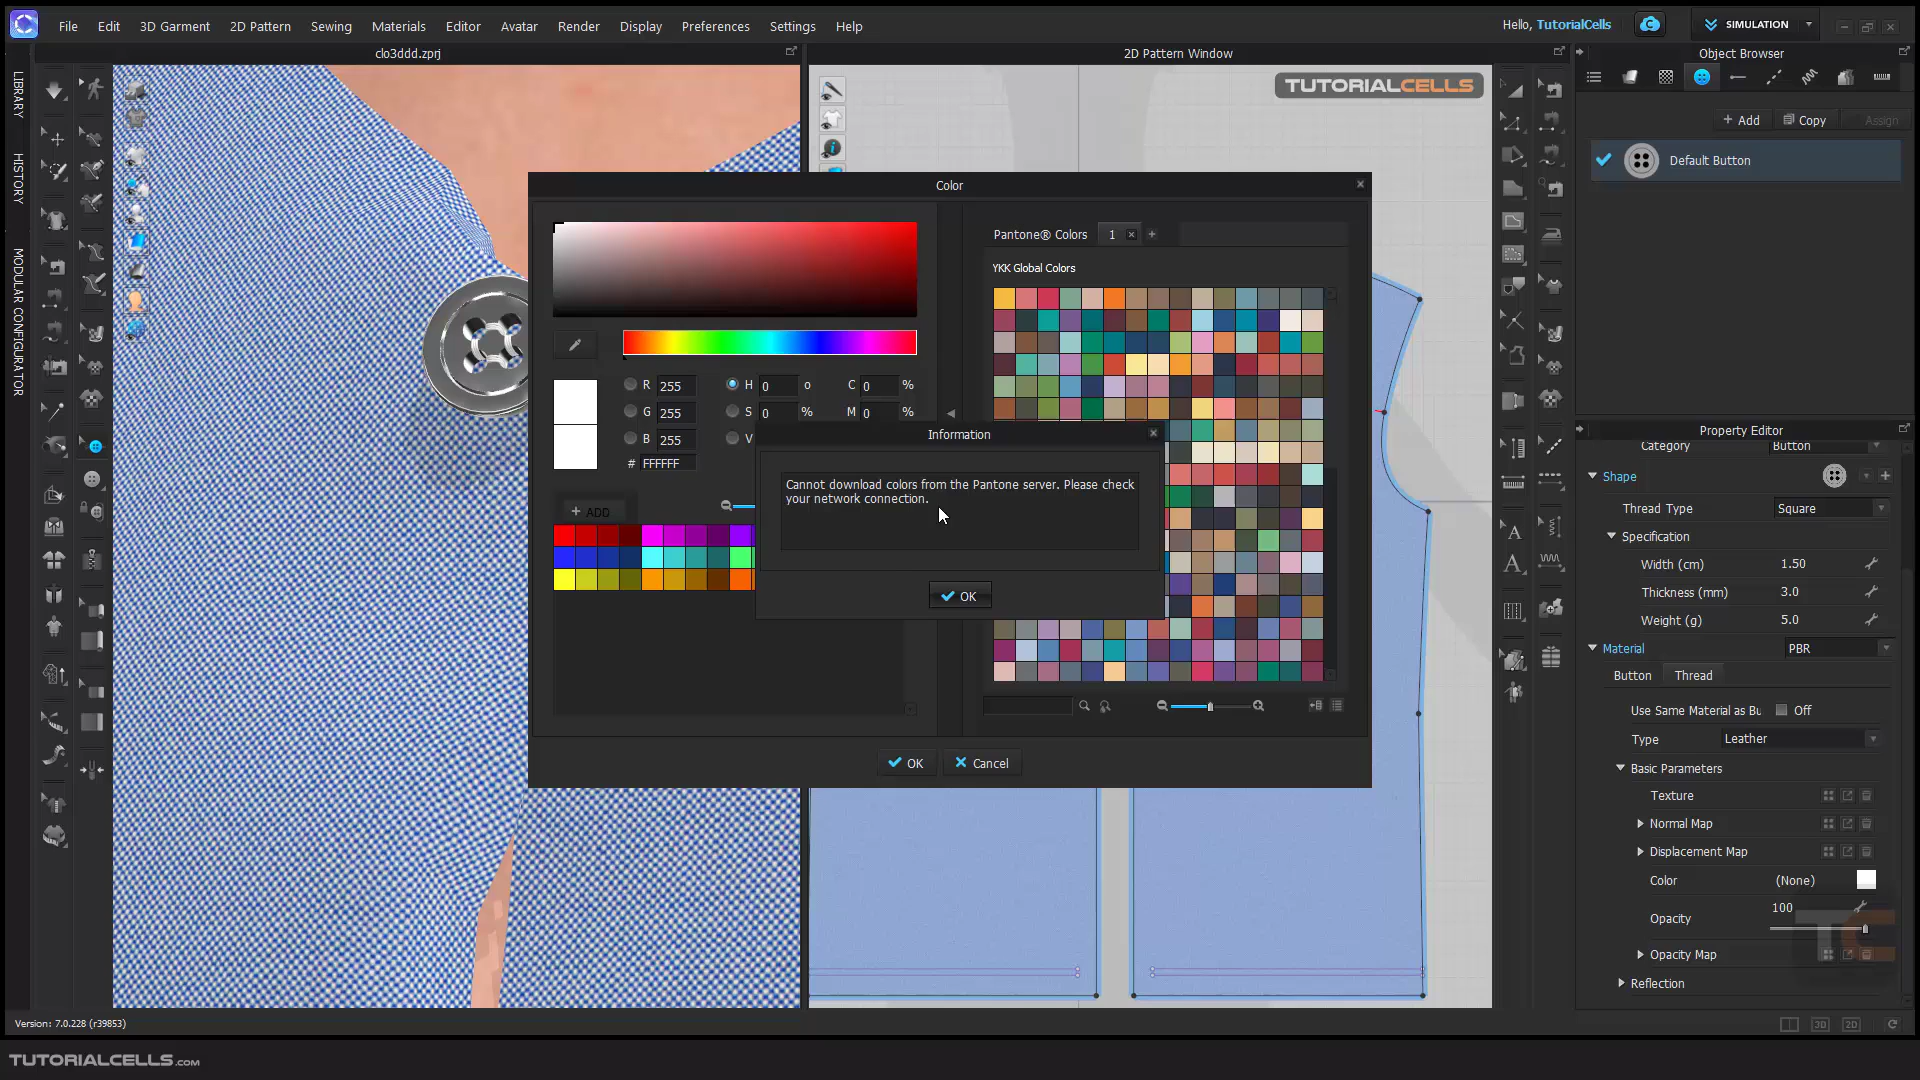 File Edit 3D Garment 2D Pattern Sewing Materials Editor Avatar Render Display Preferences Settings Help
Hello, TutorialCells
SIMULATION
clo3ddd.zprj
2D Pattern Window
Object Browser
LIBRARY
HISTORY
MODULAR CONFIGURATOR
TUTORIALCELLS
+ Add
Copy
Assign
Default Button
Color
Pantone® Colors
1
YKK Global Colors
R 255
H 0 o
C 0 %
G 255
S 0 %
M 0 %
B 255
V
# FFFFFF
+ ADD
Information
Cannot download colors from the Pantone server. Please check
your network connection.
OK
OK
Cancel
Property Editor
Category Button
Shape
Thread Type Square
Specification
Width (cm) 1.50
Thickness (mm) 3.0
Weight (g) 5.0
Material PBR
Button Thread
Use Same Material as Bu Off
Type Leather
Basic Parameters
Texture
Normal Map
Displacement Map
Color (None)
Opacity 100
Opacity Map
Reflection
TC
Version: 7.0.228 (r39853)
3D 2D
TUTORIALCELLS.COM